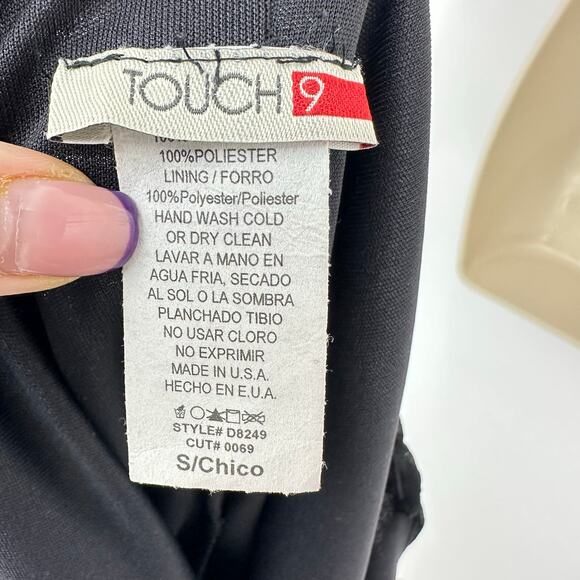 TOUCH 9
100%POLIESTER
LINING / FORRO
100%Polyester/Poliester
HAND WASH COLD
OR DRY CLEAN
LAVAR A MANO EN
AGUA FRIA, SECADO
AL SOL O LA SOMBRA
PLANCHADO TIBIO
NO USAR CLORO
NO EXPRIMIR
MADE IN U.S.A.
HECHO EN E.U.A.
STYLE# D8249
CUT# 0069
S/Chico